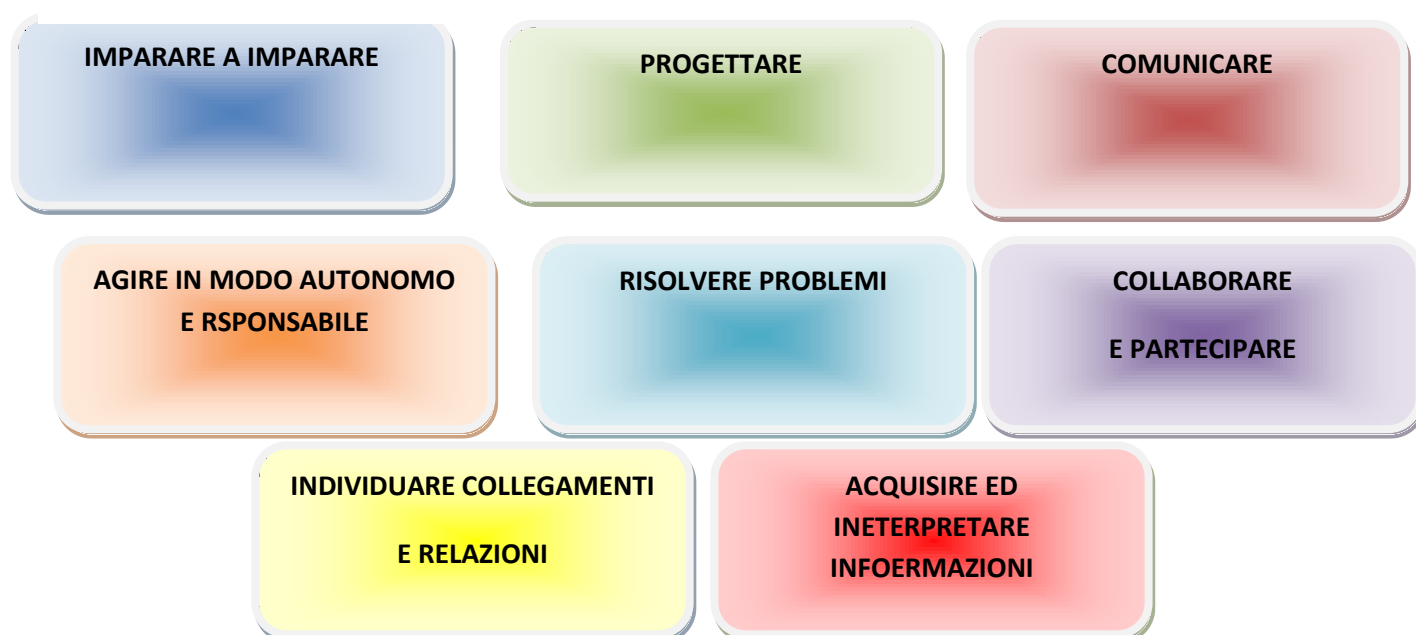 IMPARARE A IMPARARE
PROGETTARE
COMUNICARE
AGIRE IN MODO AUTONOMO
E RSPONSABILE
RISOLVERE PROBLEMI
COLLABORARE
E PARTECIPARE
INDIVIDUARE COLLEGAMENTI
E RELAZIONI
ACQUISIRE ED
INETERPRETARE
INFOERMAZIONI